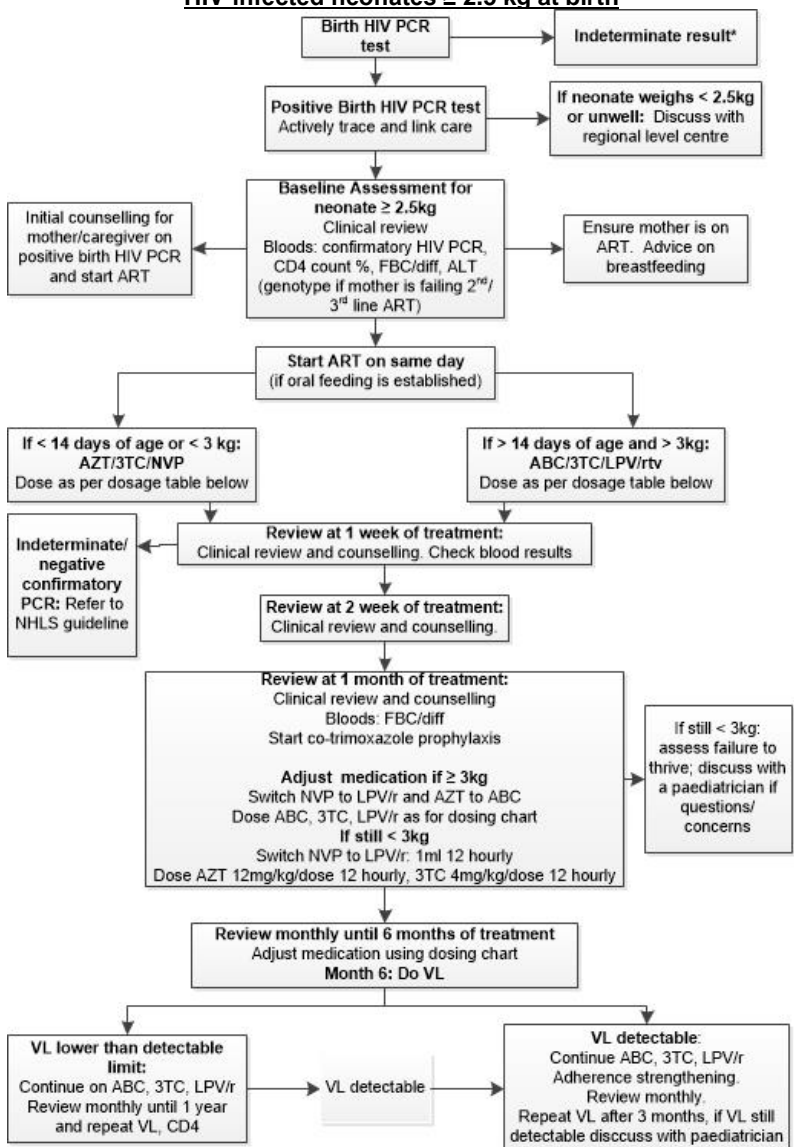 HIV-infected neonates ≥ 2.5 kg at birth
Birth HIV PCR
test
Indeterminate result*
Positive Birth HIV PCR test
Actively trace and link care
If neonate weighs < 2.5kg
or unwell: Discuss with
regional level centre
Baseline Assessment for
neonate ≥ 2.5kg
Clinical review
Bloods: confirmatory HIV PCR,
CD4 count %, FBC/diff, ALT
(genotype if mother is failing 2nd/
3rd line ART)
Initial counselling for
mother/caregiver on
positive birth HIV PCR
and start ART
Ensure mother is on
ART. Advice on
breastfeeding
Start ART on same day
(if oral feeding is established)
If < 14 days of age or < 3 kg:
AZT/3TC/NVP
Dose as per dosage table below
If > 14 days of age and > 3kg:
ABC/3TC/LPV/rtv
Dose as per dosage table below
Indeterminate/
negative
confirmatory
PCR: Refer to
NHLS guideline
Review at 1 week of treatment:
Clinical review and counselling. Check blood results
Review at 2 week of treatment:
Clinical review and counselling.
Review at 1 month of treatment:
Clinical review and counselling
Bloods: FBC/diff
Start co-trimoxazole prophylaxis
Adjust medication if ≥ 3kg
Switch NVP to LPV/r and AZT to ABC
Dose ABC, 3TC, LPV/r as for dosing chart
If still < 3kg
Switch NVP to LPV/r: 1ml 12 hourly
Dose AZT 12mg/kg/dose 12 hourly, 3TC 4mg/kg/dose 12 hourly
If still < 3kg:
assess failure to
thrive; discuss with
a paediatrician if
questions/
concerns
Review monthly until 6 months of treatment
Adjust medication using dosing chart
Month 6: Do VL
VL lower than detectable
limit:
Continue on ABC, 3TC, LPV/r
Review monthly until 1 year
and repeat VL, CD4
VL detectable
VL detectable:
Continue ABC, 3TC, LPV/r
Adherence strengthening.
Review monthly.
Repeat VL after 3 months, if VL still
detectable disccuss with paediatrician